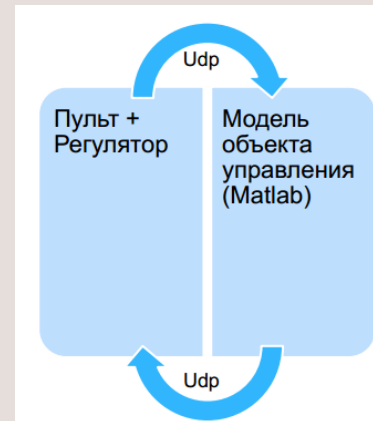 Udp
Пульт +
Регулятор
Модель
объекта
управления
(Matlab)
Udp